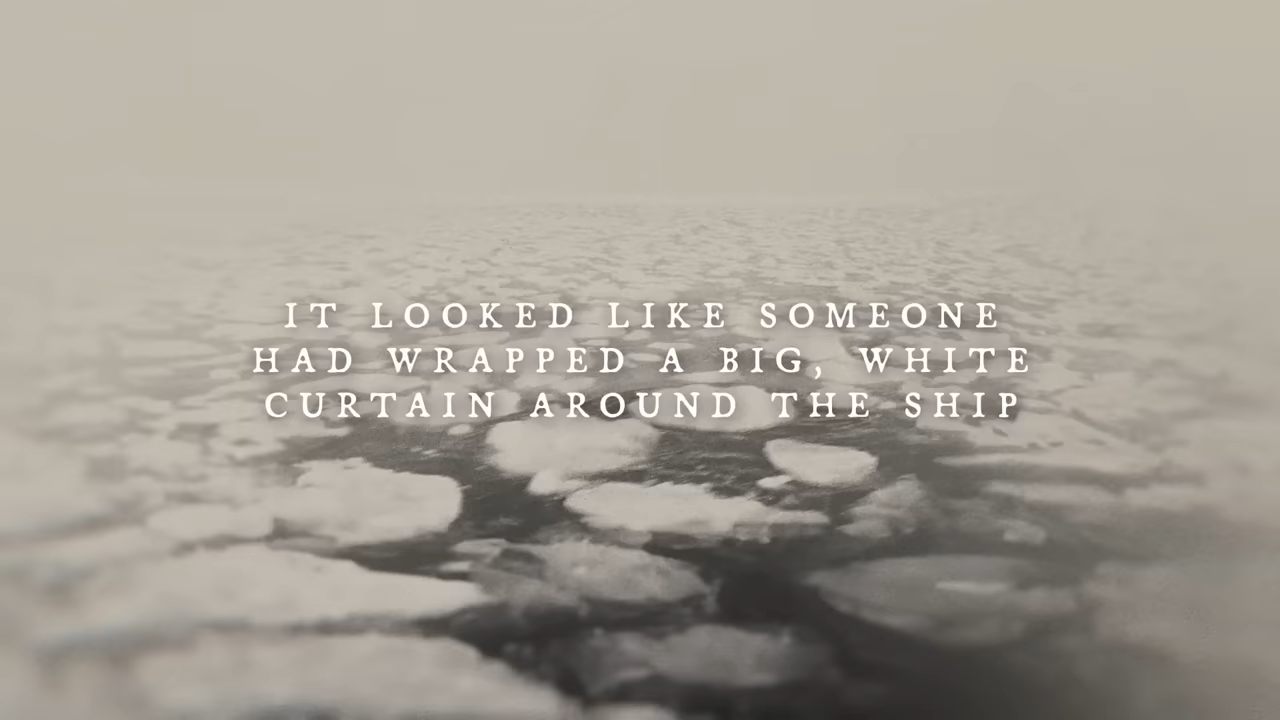 IT LOOKED LIKE SOMEONE
HAD WRAPPED A BIG, WHITE
CURTAIN AROUND THE SHIP